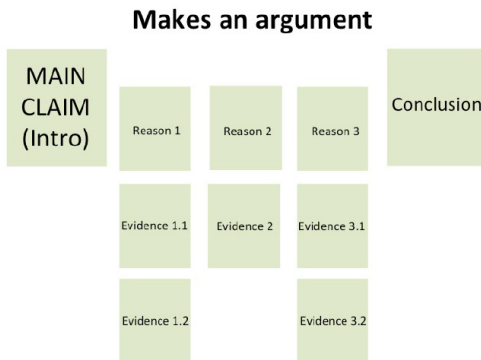 Makes an argument
MAIN
CLAIM
(Intro)
Reason 1
Reason 2
Reason 3
Conclusion
Evidence 1.1
Evidence 2
Evidence 3.1
Evidence 1.2
Evidence 3.2